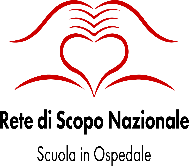 Rete di Scopo Nazionale
Scuola in Ospedale